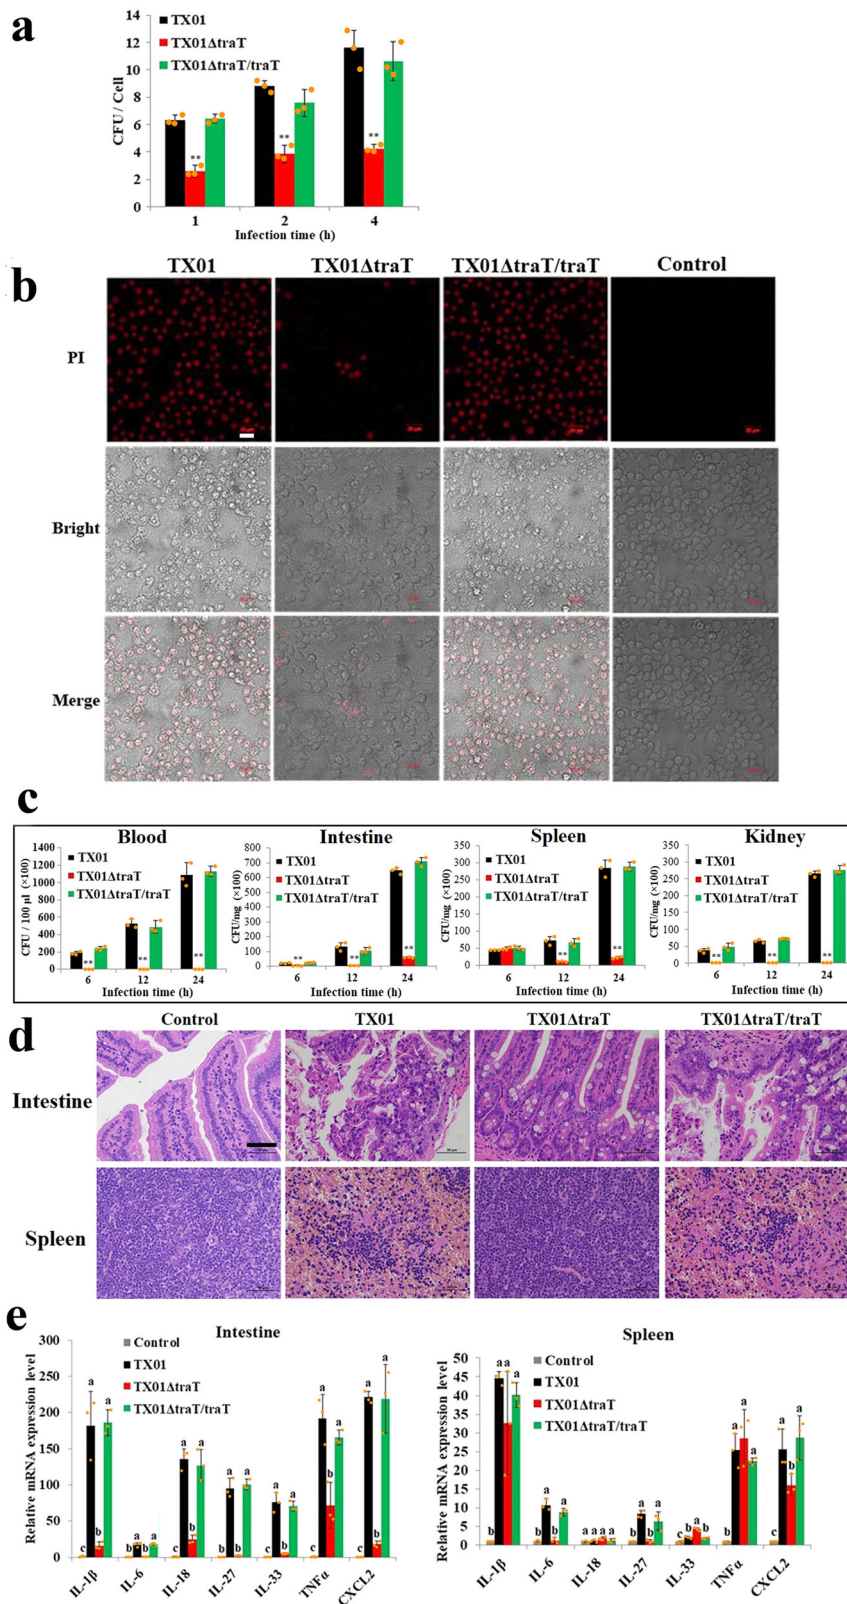 a
14
12
10
8
6
4
2
0
CFU / Cell
TX01
TX01ΔtraT
TX01ΔtraT/traT
**
**
**
1 2 4
Infection time (h)
b
TX01 TX01ΔtraT TX01ΔtraT/traT Control
PI
Bright
Merge
c
Blood
1400
1200
1000
800
600
400
200
0
CFU / 100 μl (×100)
TX01
TX01ΔtraT
TX01ΔtraT/traT
** ** **
6 12 24
Infection time (h)
Intestine
800
700
600
500
400
300
200
100
0
CFU/mg (×100)
TX01
TX01ΔtraT
TX01ΔtraT/traT
** ** **
6 12 24
Infection time (h)
Spleen
350
300
250
200
150
100
50
0
CFU/mg (×100)
TX01
TX01ΔtraT
TX01ΔtraT/traT
** **
6 12 24
Infection time (h)
Kidney
350
300
250
200
150
100
50
0
CFU/mg (×100)
TX01
TX01ΔtraT
TX01ΔtraT/traT
** ** **
6 12 24
Infection time (h)
d
Control TX01 TX01ΔtraT TX01ΔtraT/traT
Intestine
Spleen
e
Intestine
300
250
200
150
100
50
0
Relative mRNA expression level
Control
TX01
TX01ΔtraT
TX01ΔtraT/traT
c a b a
b a b a
c a b a
b a b a
c a b a
c a b a
c a b a
IL-1β IL-6 IL-18 IL-27 IL-33 TNFα CXCL2
Spleen
50
45
40
35
30
25
20
15
10
5
0
Relative mRNA expression level
Control
TX01
TX01ΔtraT
TX01ΔtraT/traT
b a a a
b a b a
a a a a
b a b a
c b a b
b a a a
c a b a
IL-1β IL-6 IL-18 IL-27 IL-33 TNFα CXCL2